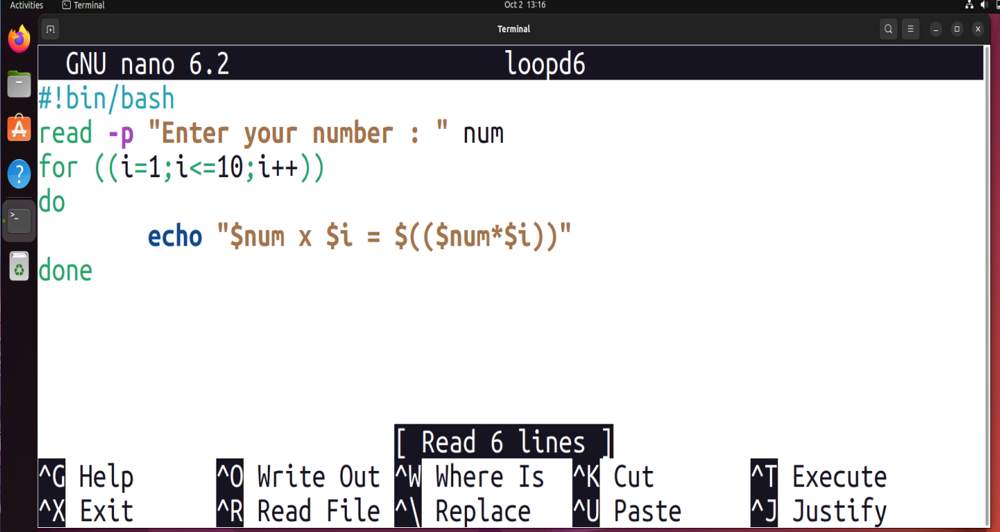 Activities Terminal Oct 2 13:16
Terminal
GNU nano 6.2 loopd6
#!bin/bash
read -p "Enter your number : " num
for ((i=1;i<=10;i++))
do
        echo "$num x $i = $(($num*$i))"
done
[ Read 6 lines ]
^G Help ^O Write Out ^W Where Is ^K Cut ^T Execute
^X Exit ^R Read File ^\ Replace ^U Paste ^J Justify